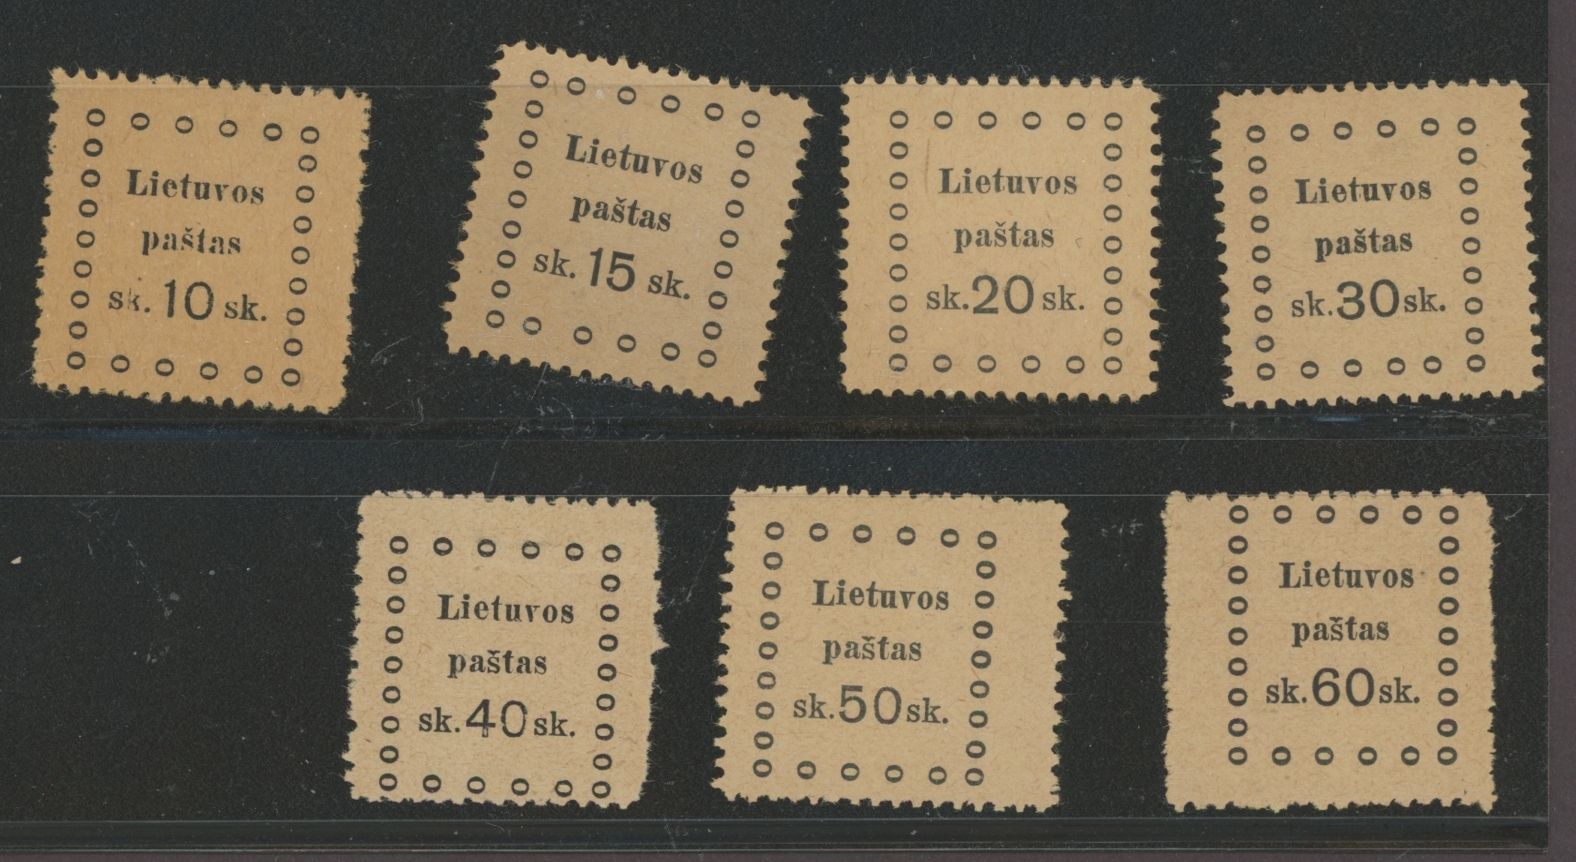 Lietuvos
paštas
sk. 10 sk.
Lietuvos
paštas
sk. 15 sk.
Lietuvos
paštas
sk. 20 sk.
Lietuvos
paštas
sk. 30 sk.
Lietuvos
paštas
sk. 40 sk.
Lietuvos
paštas
sk. 50 sk.
Lietuvos
paštas
sk. 60 sk.